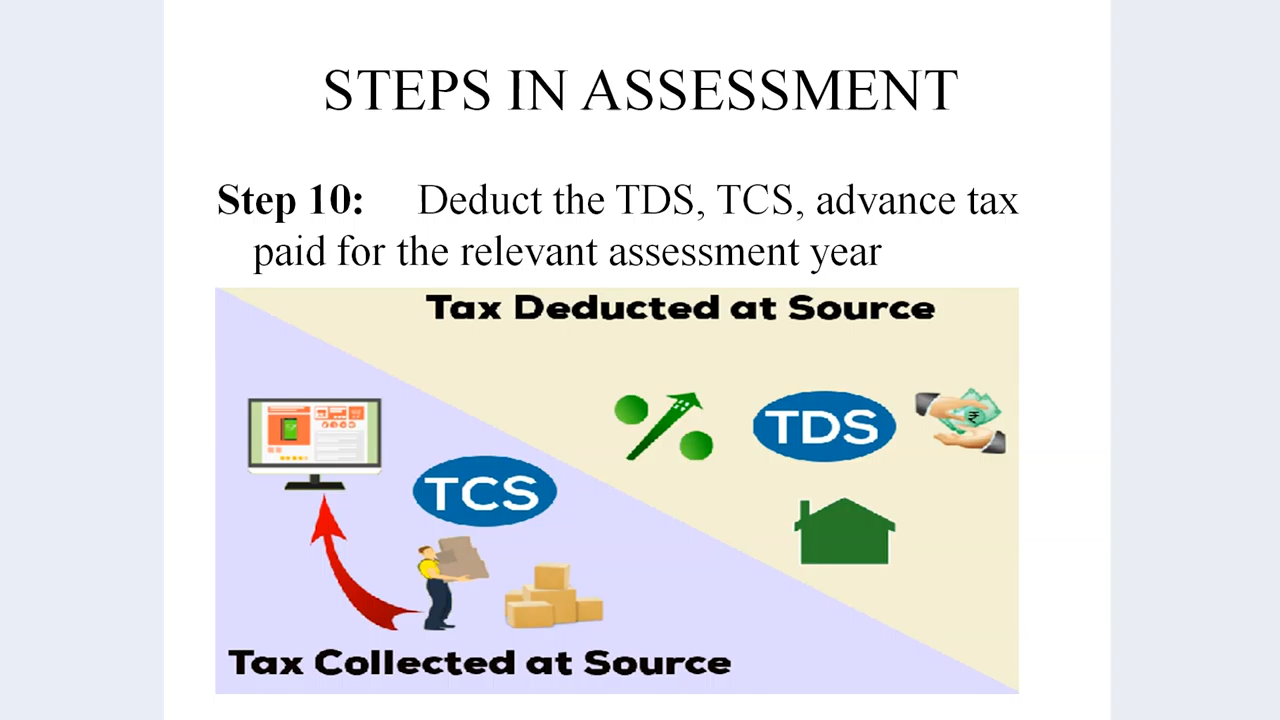 STEPS IN ASSESSMENT
Step 10: Deduct the TDS, TCS, advance tax
paid for the relevant assessment year
Tax Deducted at Source
TDS
TCS
Tax Collected at Source